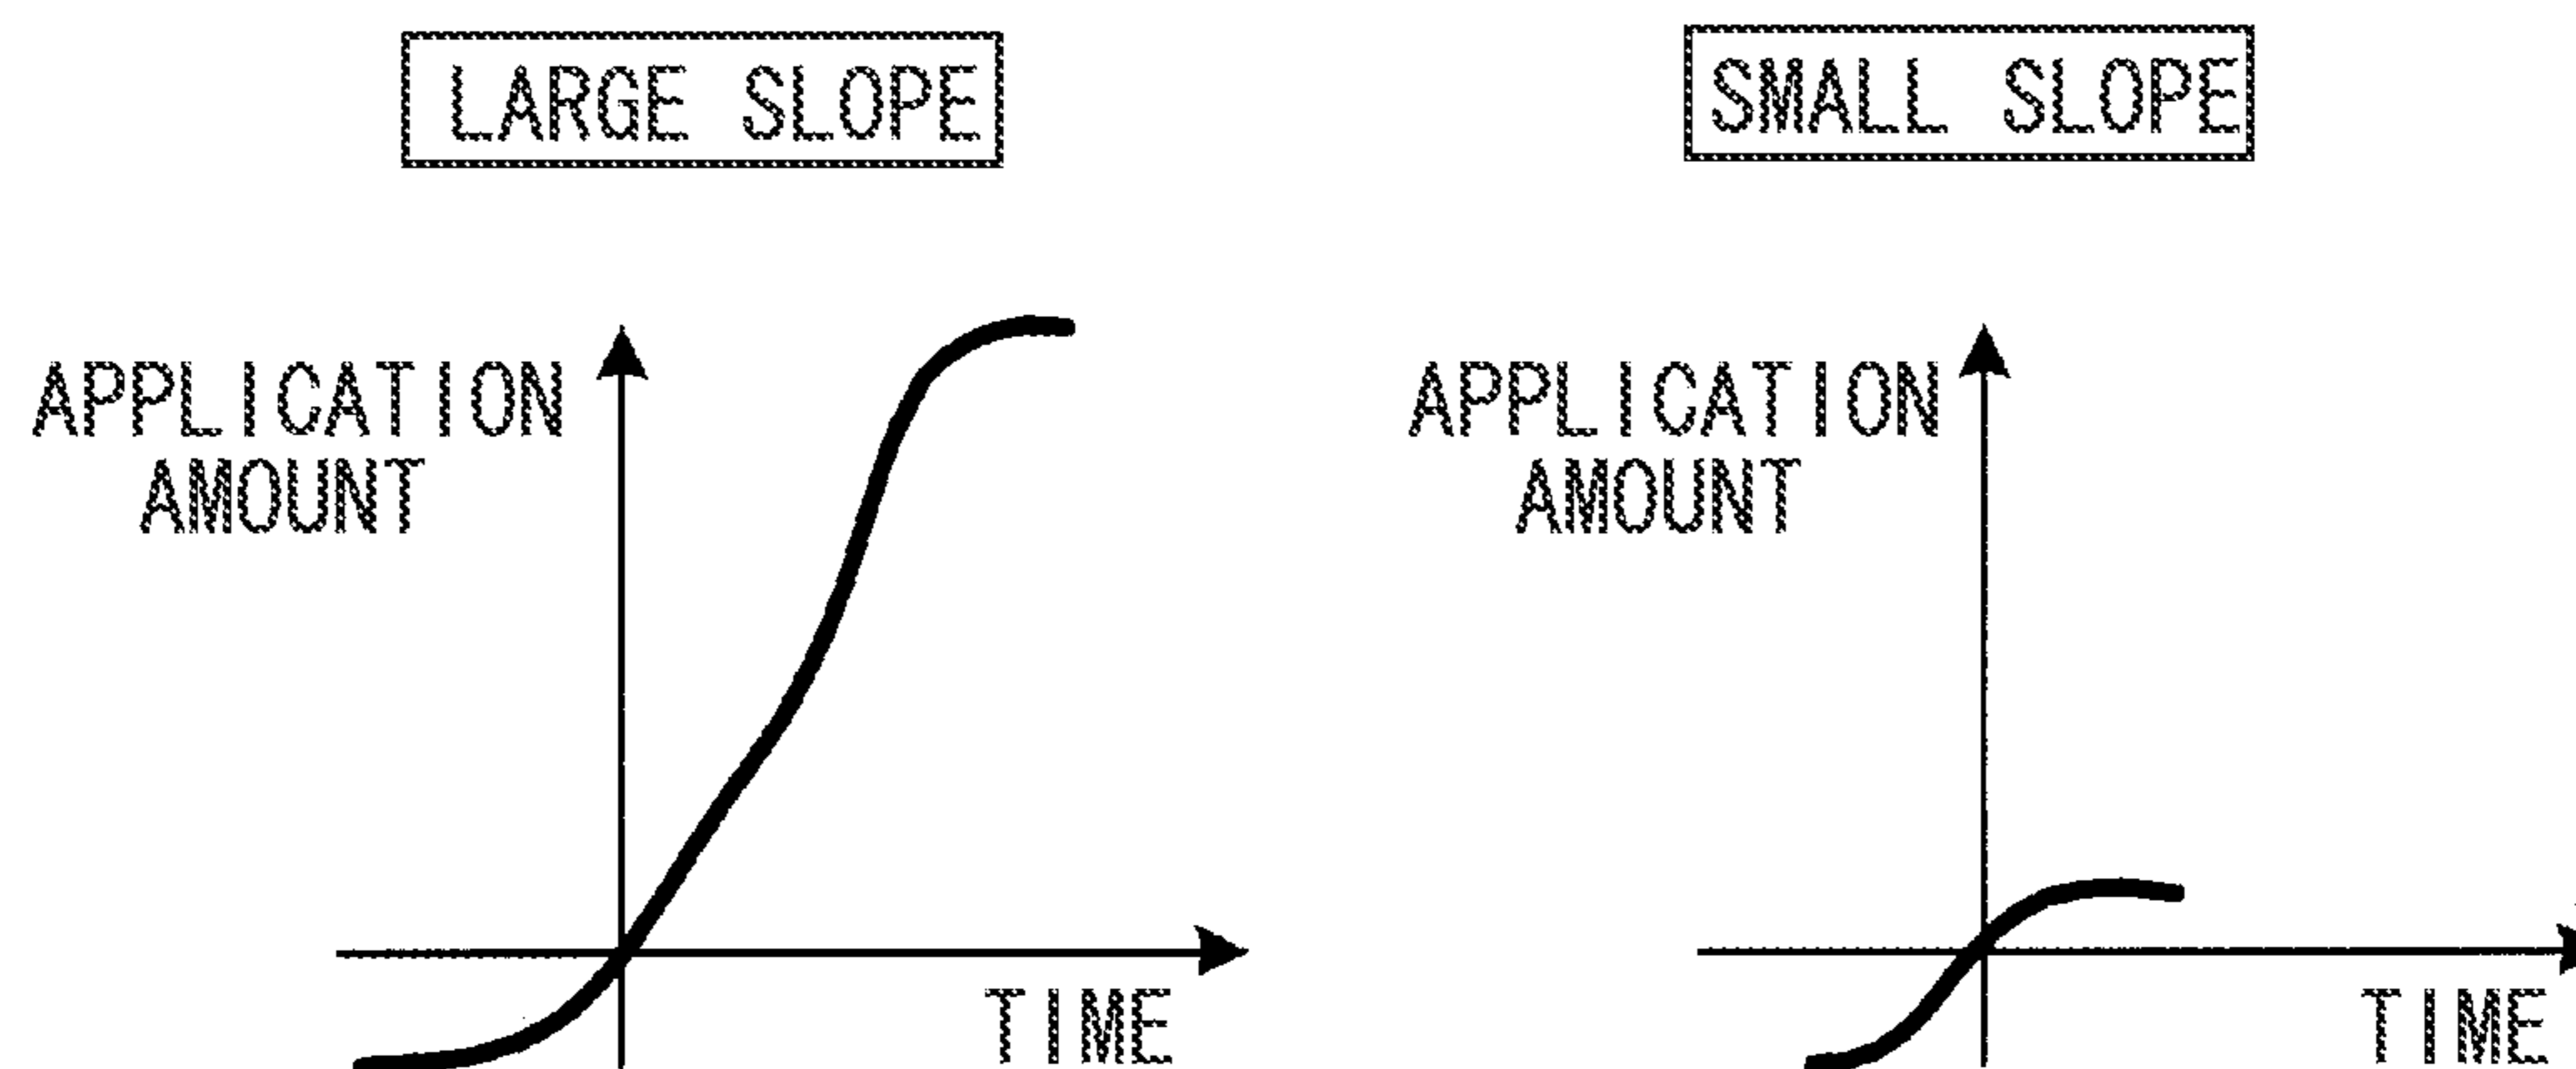 LARGE SLOPE
APPLICATION
AMOUNT
TIME
SMALL SLOPE
APPLICATION
AMOUNT
TIME